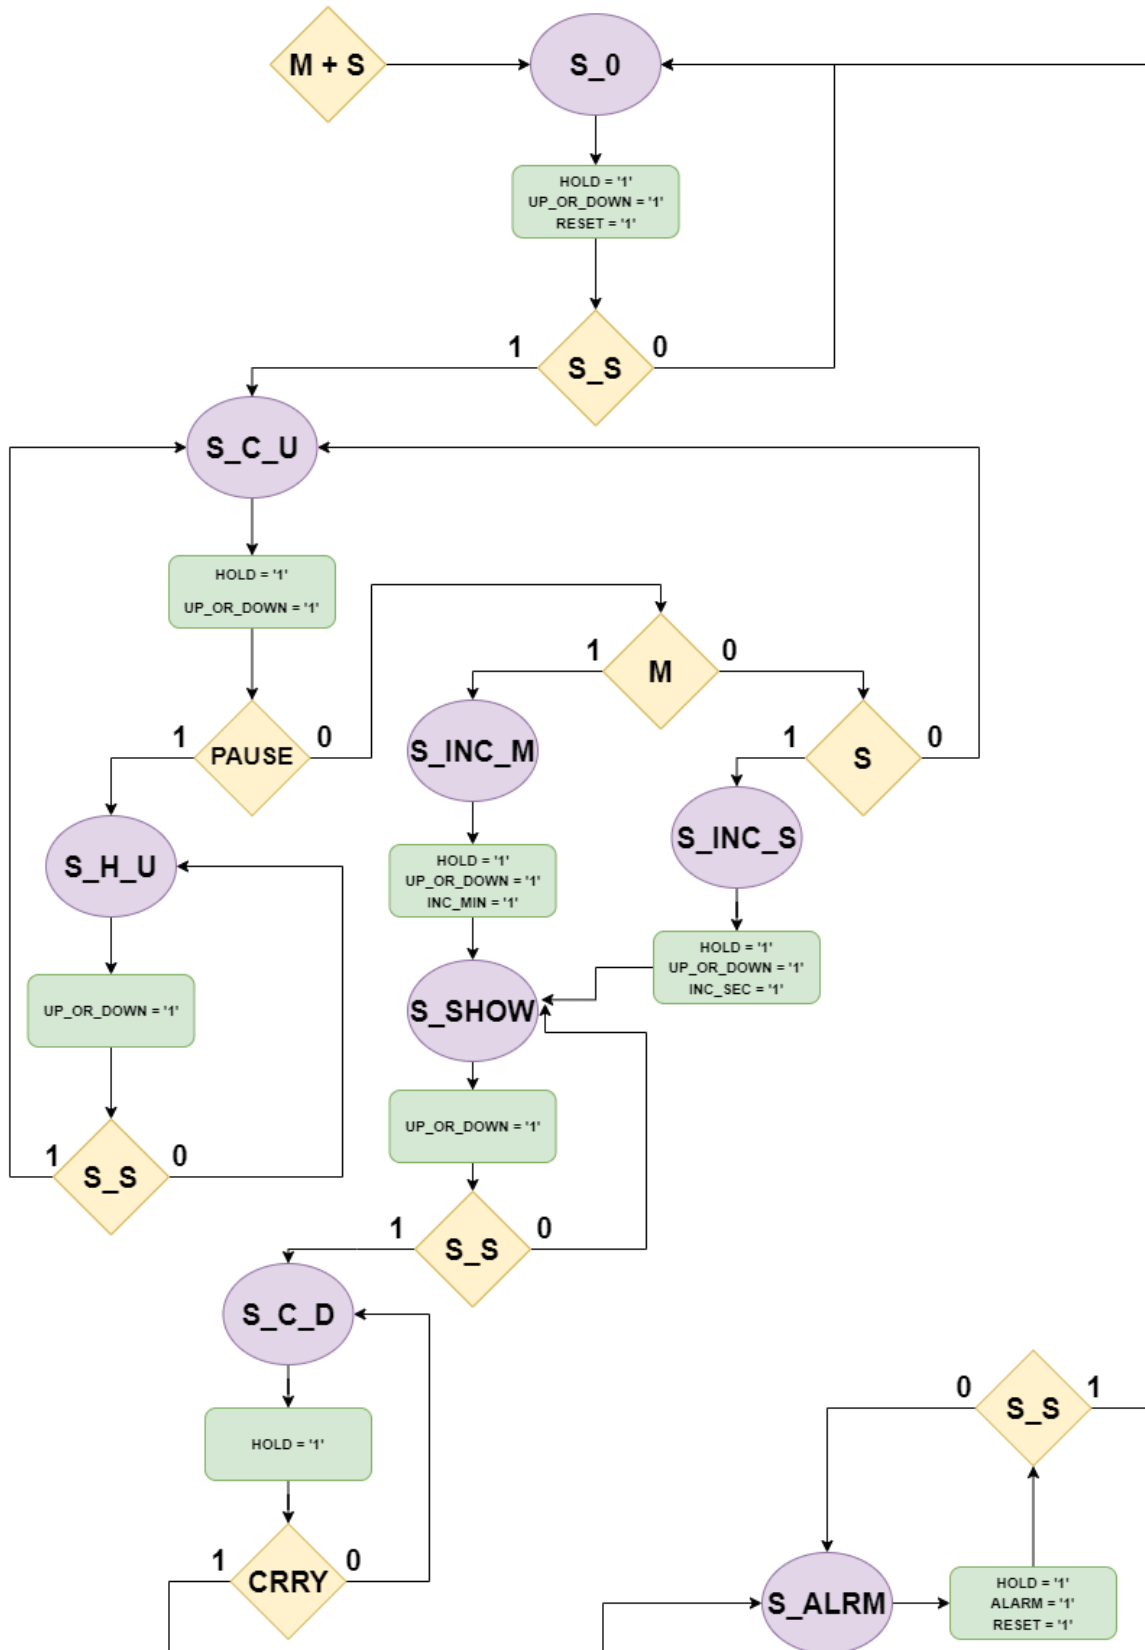 M + S
S_0
HOLD = '1'
UP_OR_DOWN = '1'
RESET = '1'
1
S_S
0
S_C_U
HOLD = '1'
UP_OR_DOWN = '1'
1
PAUSE
0
1
M
0
S_INC_M
1
S
0
S_INC_S
S_H_U
HOLD = '1'
UP_OR_DOWN = '1'
INC_MIN = '1'
HOLD = '1'
UP_OR_DOWN = '1'
INC_SEC = '1'
UP_OR_DOWN = '1'
S_SHOW
UP_OR_DOWN = '1'
1
S_S
0
1
S_S
0
S_C_D
HOLD = '1'
1
CRRY
0
0
S_S
1
S_ALRM
HOLD = '1'
ALARM = '1'
RESET = '1'